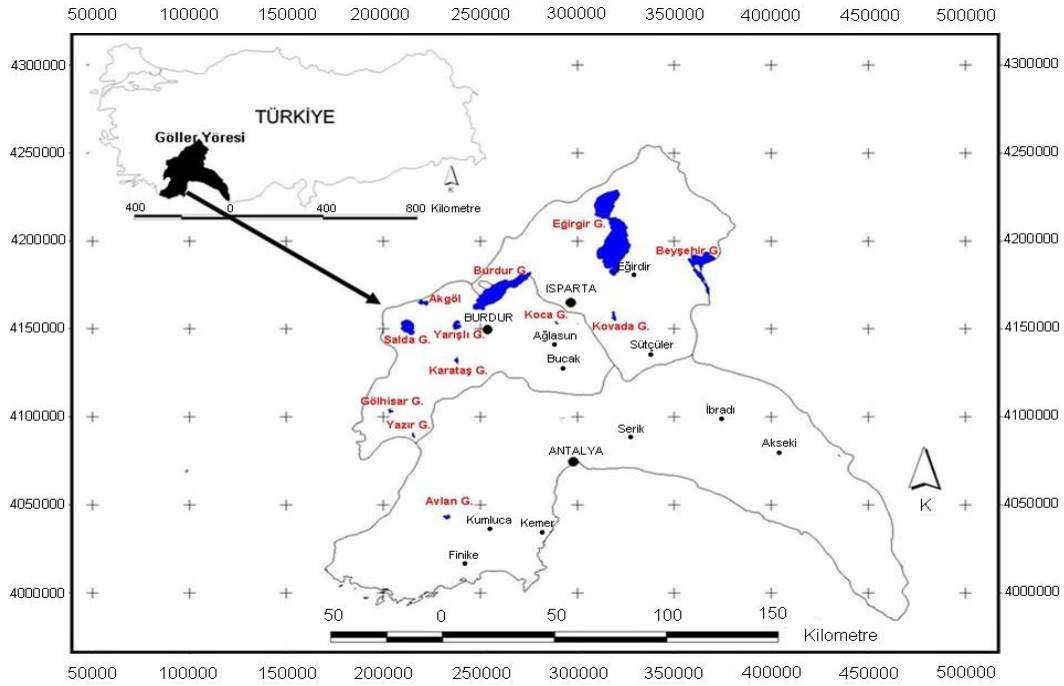 50000 100000 150000 200000 250000 300000 350000 400000 450000 500000
4300000 4300000
TÜRKİYE
Göller Yöresi
4250000 4250000
K
400 0 400 800 Kilometre
Eğirgir G.
4200000 4200000
Beyşehir G.
Eğirdir
Burdur G.
ISPARTA
Akgöl
Koca G.
BURDUR
Kovada G.
4150000 4150000
Salda G.
Yarışlı G.
Ağlasun
Sütçüler
Bucak
Karataş G.
Gölhisar G.
4100000 4100000
İbradı
Yazır G.
Serik
Akseki
ANTALYA
4050000 4050000
Avlan G.
K
Kumluca
Kemer
Finike
4000000 4000000
50 0 50 100 150
Kilometre
50000 100000 150000 200000 250000 300000 350000 400000 450000 500000